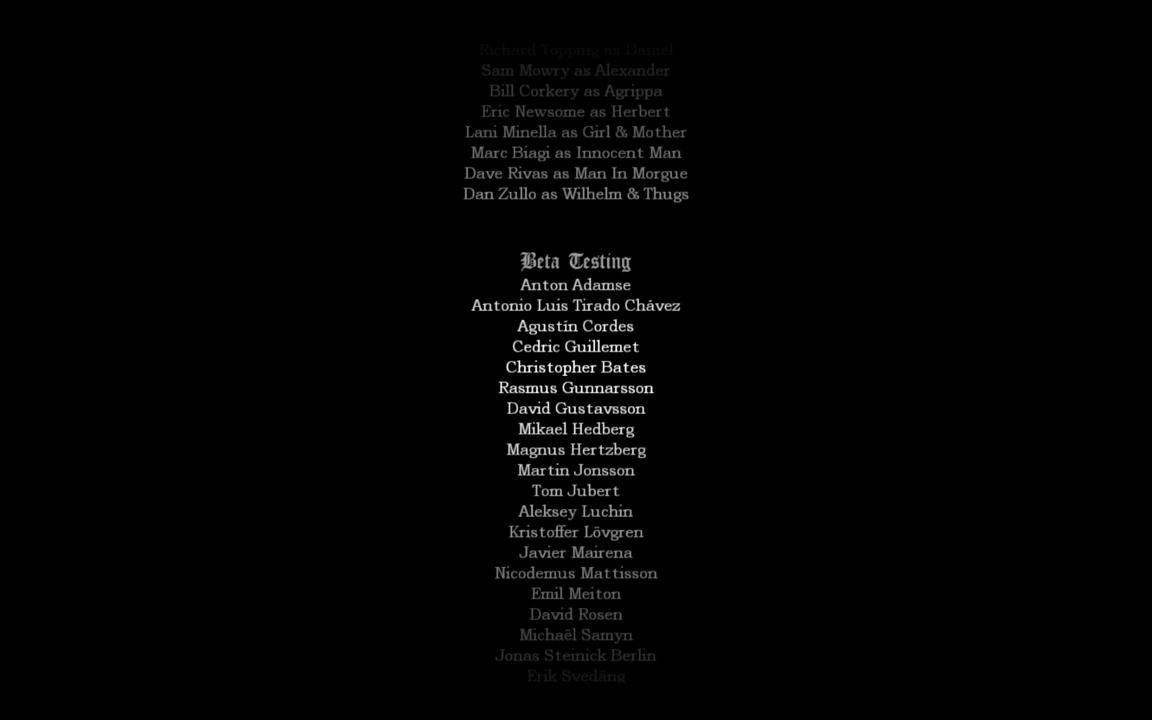 Richard Topping as Daniel
Sam Mowry as Alexander
Bill Corkery as Agrippa
Eric Newsome as Herbert
Lani Minella as Girl & Mother
Marc Biagi as Innocent Man
Dave Rivas as Man In Morgue
Dan Zullo as Wilhelm & Thugs
Beta Testing
Anton Adamse
Antonio Luis Tirado Chávez
Agustín Cordes
Cedric Guillemet
Christopher Bates
Rasmus Gunnarsson
David Gustavsson
Mikael Hedberg
Magnus Hertzberg
Martin Jonsson
Tom Jubert
Aleksey Luchin
Kristoffer Lövgren
Javier Mairena
Nicodemus Mattisson
Emil Meiton
David Rosen
Michaël Samyn
Jonas Steinick Berlin
Erik Svedäng